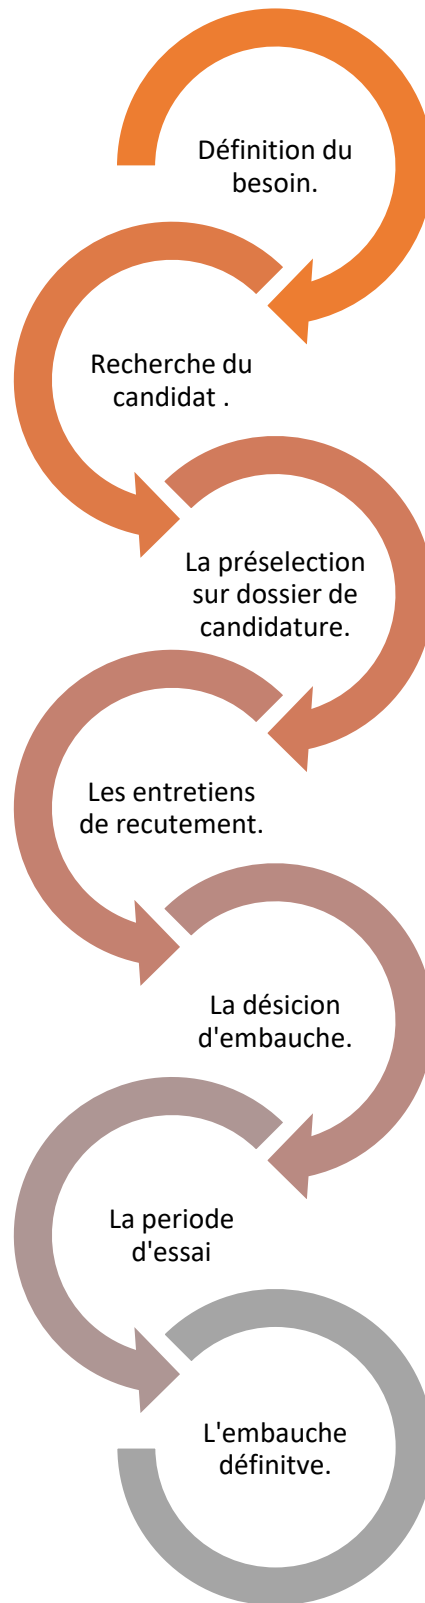 Définition du
besoin.
Recherche du
candidat .
La préselection
sur dossier de
candidature.
Les entretiens
de recutement.
La désicion
d'embauche.
La periode
d'essai
L'embauche
définitve.